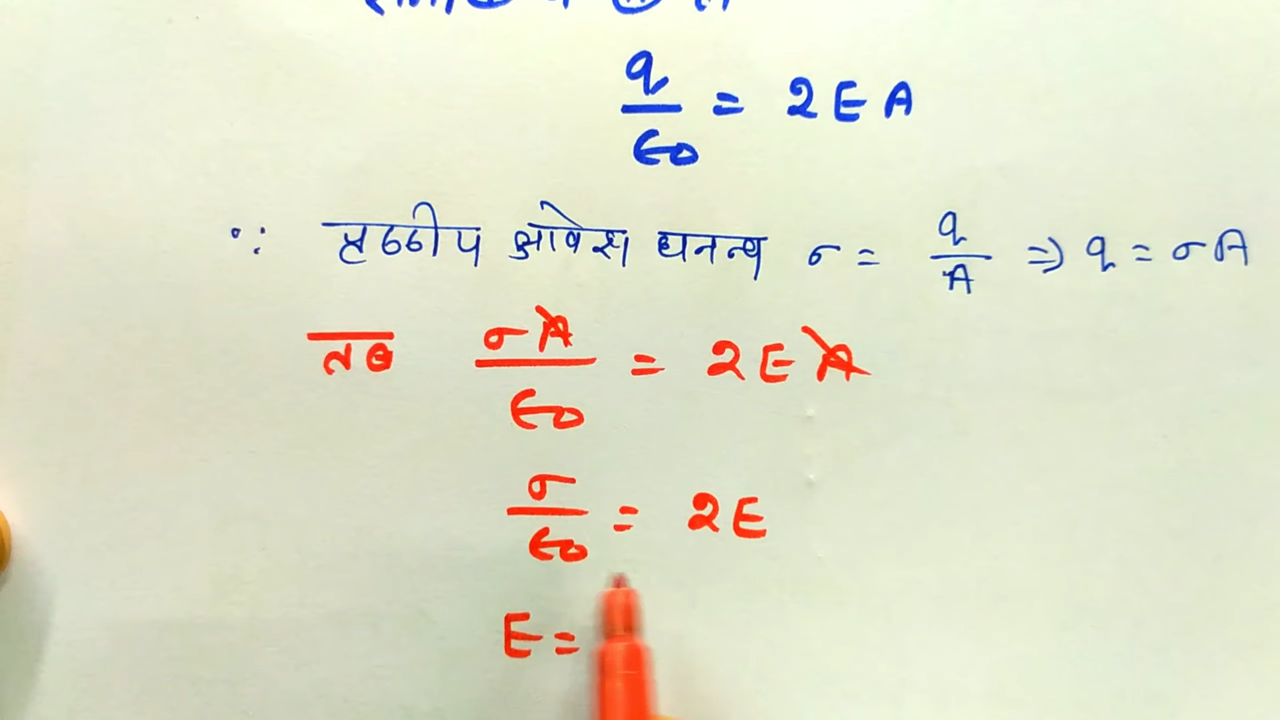 q/ϵ0 = 2EA
∵ पृष्ठीय आवेश घनत्व σ = q/A ⇒ q = σA
तब σA/ϵ0 = 2EA
σ/ϵ0 = 2E
E =